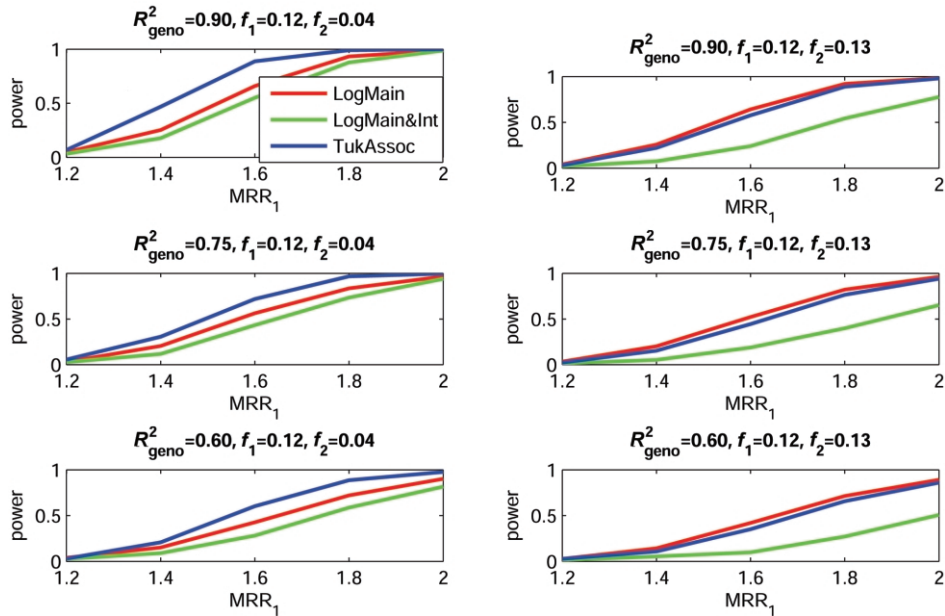 R²geno=0.90, f₁=0.12, f₂=0.04
1
0.5
0
power
1.2 1.4 1.6 1.8 2
MRR₁
LogMain
LogMain&Int
TukAssoc
R²geno=0.90, f₁=0.12, f₂=0.13
1
0.5
0
power
1.2 1.4 1.6 1.8 2
MRR₁
R²geno=0.75, f₁=0.12, f₂=0.04
1
0.5
0
power
1.2 1.4 1.6 1.8 2
MRR₁
R²geno=0.75, f₁=0.12, f₂=0.13
1
0.5
0
power
1.2 1.4 1.6 1.8 2
MRR₁
R²geno=0.60, f₁=0.12, f₂=0.04
1
0.5
0
power
1.2 1.4 1.6 1.8 2
MRR₁
R²geno=0.60, f₁=0.12, f₂=0.13
1
0.5
0
power
1.2 1.4 1.6 1.8 2
MRR₁